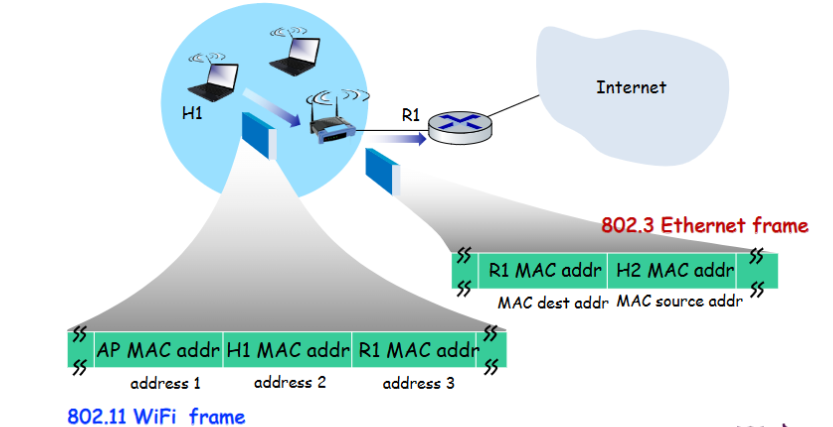 H1
R1
Internet
802.3 Ethernet frame
R1 MAC addr H2 MAC addr
MAC dest addr MAC source addr
AP MAC addr H1 MAC addr R1 MAC addr
address 1 address 2 address 3
802.11 WiFi frame